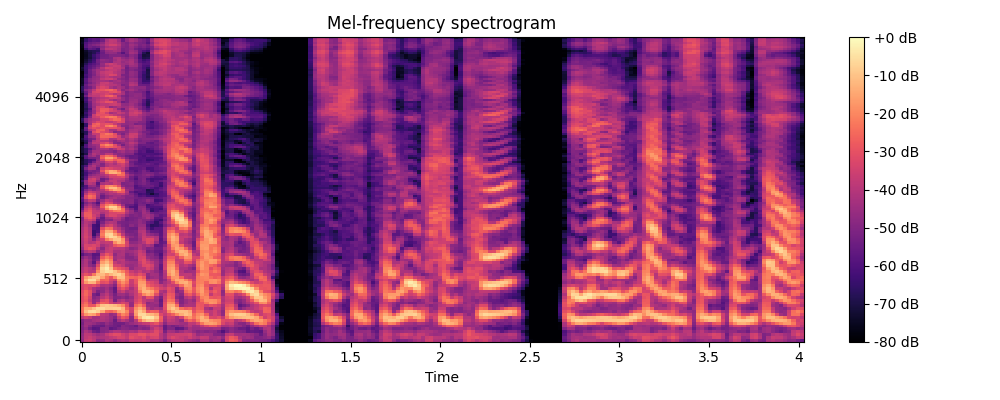 Mel-frequency spectrogram
+0 dB
-10 dB
-20 dB
-30 dB
-40 dB
-50 dB
-60 dB
-70 dB
-80 dB
Hz
4096
2048
1024
512
0
0 0.5 1 1.5 2 2.5 3 3.5 4
Time